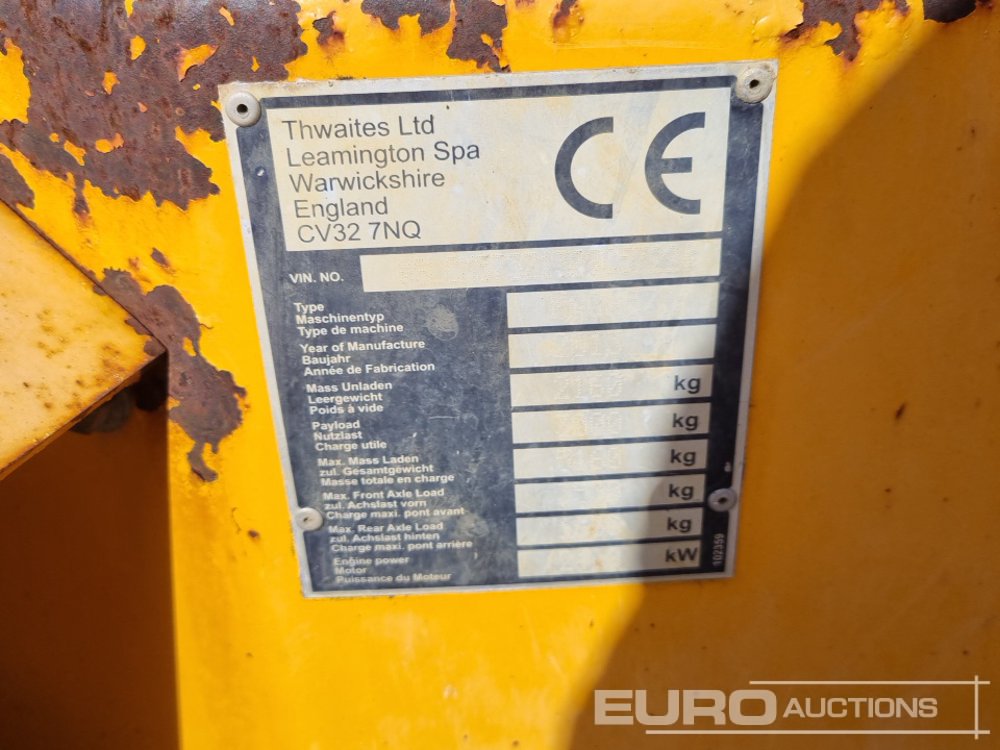 Thwaites Ltd
Leamington Spa
Warwickshire
England
CV32 7NQ
CE
VIN. NO.
Type
Maschinentyp
Type de machine
Year of Manufacture
Baujahr
Année de Fabrication
Mass Unladen
Leergewicht
Poids à vide
kg
Payload
Nutzlast
Charge utile
kg
Max. Mass Laden
zul. Gesamtgewicht
Masse totale en charge
kg
Max. Front Axle Load
zul. Achslast vorn
Charge maxi. pont avant
kg
Max. Rear Axle Load
zul. Achslast hinten
Charge maxi. pont arrière
kg
Engine power
Motor
Puissance du Moteur
kW
102359
EURO AUCTIONS